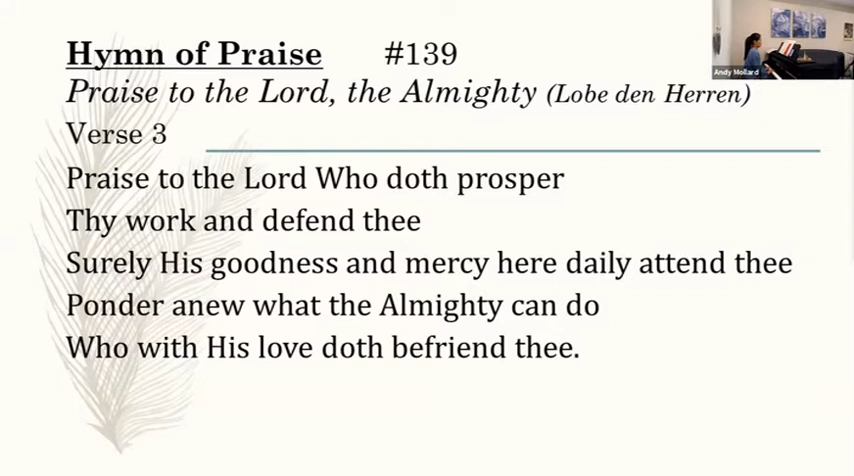 Hymn of Praise #139
Praise to the Lord, the Almighty (Lobe den Herren)
Verse 3
Praise to the Lord Who doth prosper
Thy work and defend thee
Surely His goodness and mercy here daily attend thee
Ponder anew what the Almighty can do
Who with His love doth befriend thee.
Andy Mollard